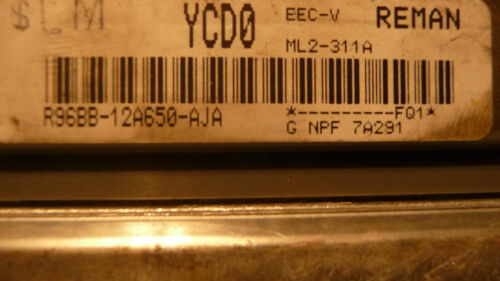 YCD0 EEC-V REMAN
ML2-311A
R96BB-12A650-AJA *----------FQ1*
G NPF 7A291